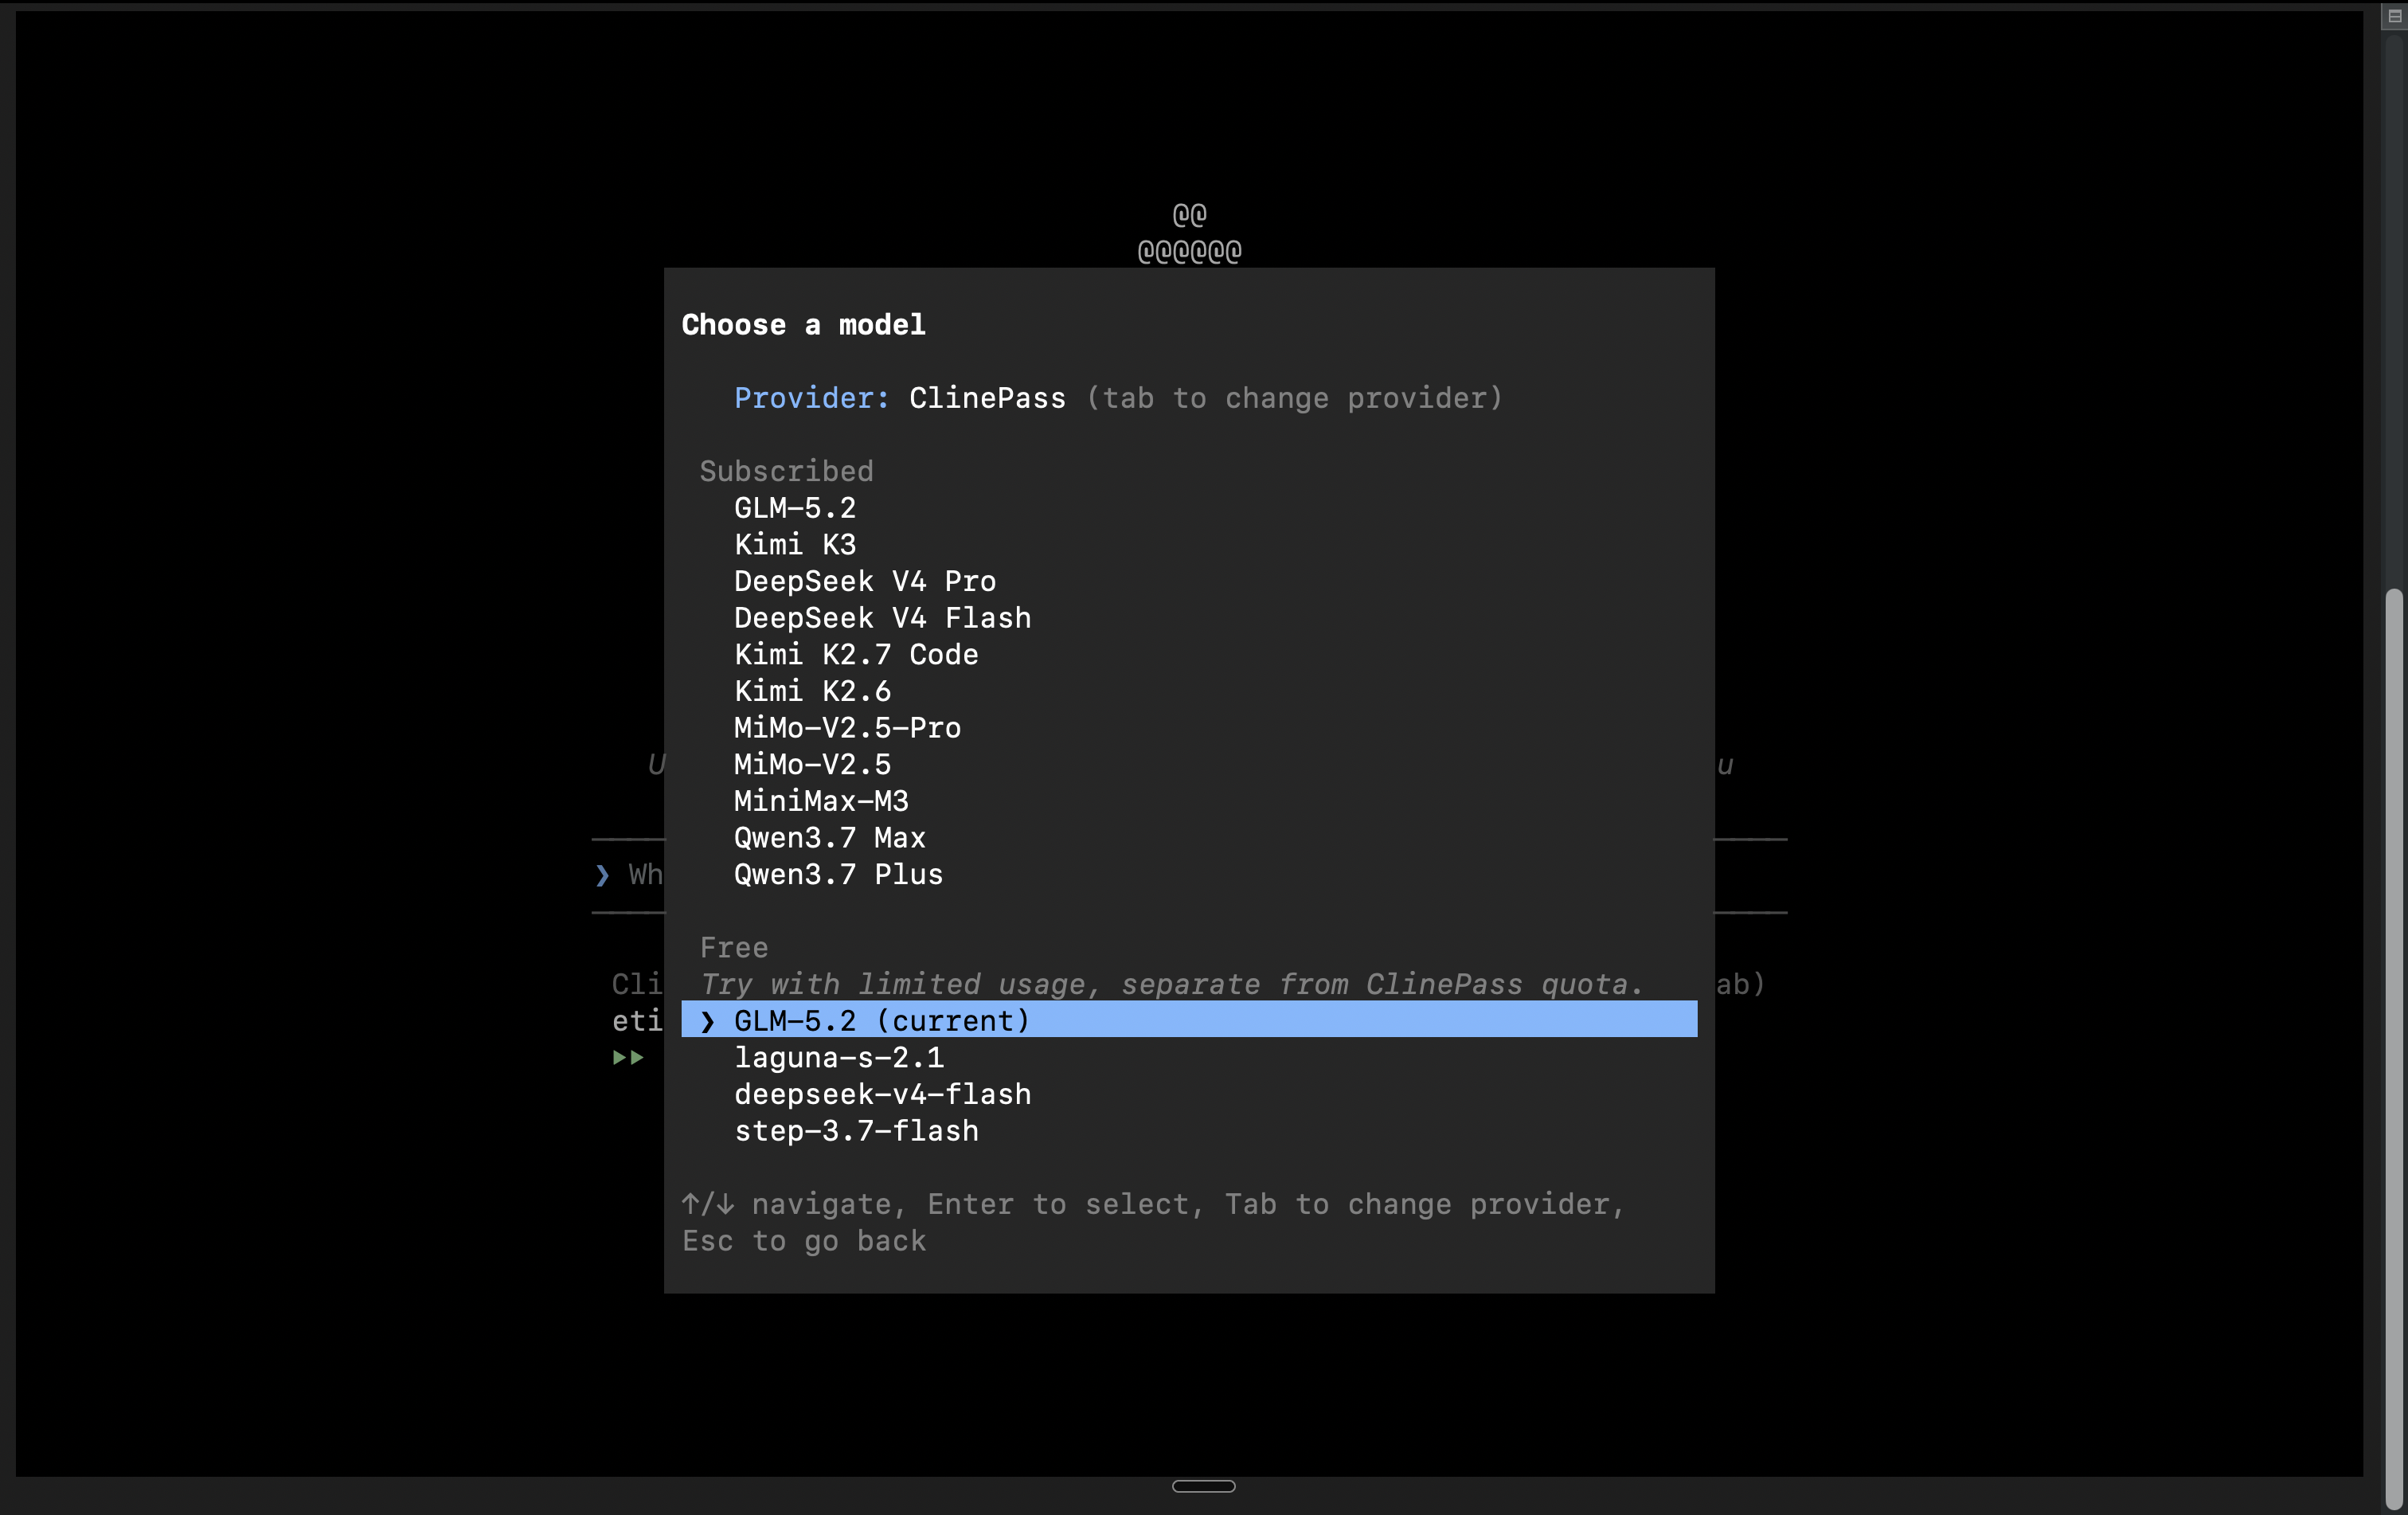 @@
@@@@@@
Choose a model
Provider: ClinePass (tab to change provider)
Subscribed
GLM-5.2
Kimi K3
DeepSeek V4 Pro
DeepSeek V4 Flash
Kimi K2.7 Code
Kimi K2.6
MiMo-V2.5-Pro
U MiMo-V2.5 u
MiniMax-M3
Qwen3.7 Max
❯ Wh Qwen3.7 Plus
Free
Cli Try with limited usage, separate from ClinePass quota. ab)
eti ❯ GLM-5.2 (current)
laguna-s-2.1
deepseek-v4-flash
step-3.7-flash
↑/↓ navigate, Enter to select, Tab to change provider,
Esc to go back